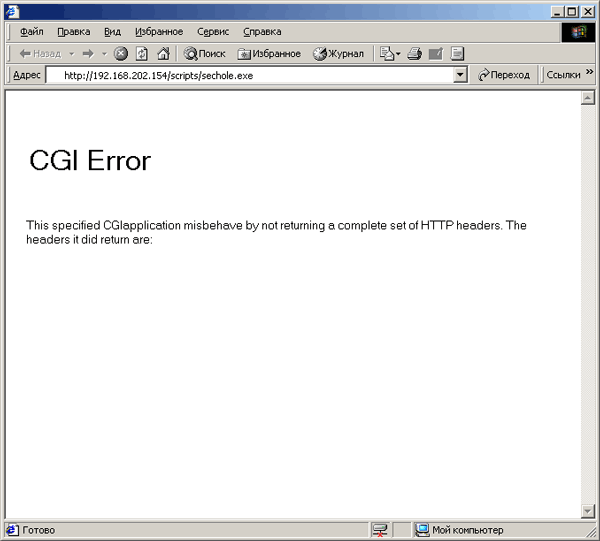 Файл Правка Вид Избранное Сервис Справка
Назад Поиск Избранное Журнал
Адрес http://192.168.202.154/scripts/sechole.exe Переход Ссылки »
CGI Error
This specified CGIapplication misbehave by not returning a complete set of HTTP headers. The
headers it did return are:
Готово Мой компьютер